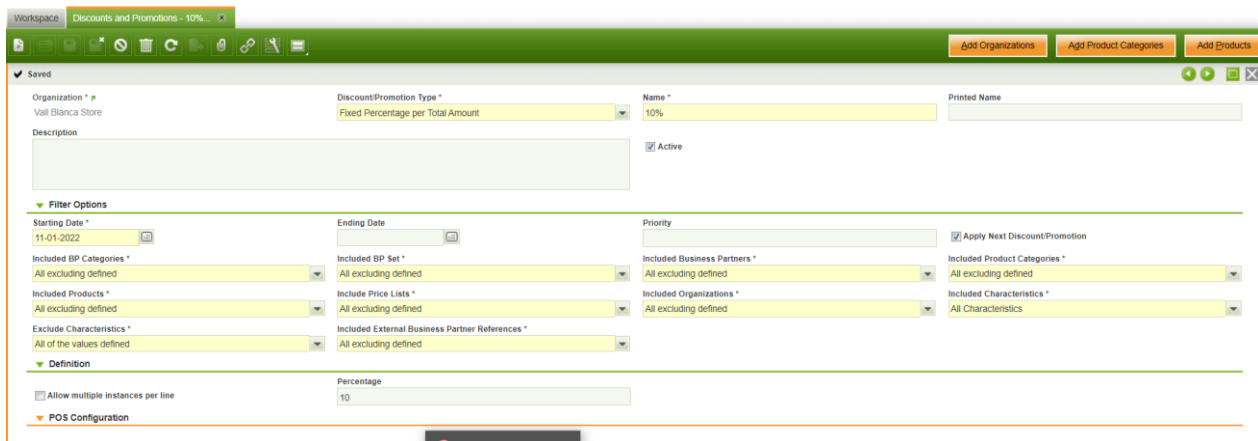 Workspace Discounts and Promotions - 10%...
Add Organizations Add Product Categories Add Products
Saved
Organization * Discount/Promotion Type * Name * Printed Name
Vall Blanca Store Fixed Percentage per Total Amount 10%
Description
Active
Filter Options
Starting Date * Ending Date Priority
11-01-2022 Apply Next Discount/Promotion
Included BP Categories * Included BP Set * Included Business Partners * Included Product Categories *
All excluding defined All excluding defined All excluding defined All excluding defined
Included Products * Include Price Lists * Included Organizations * Included Characteristics *
All excluding defined All excluding defined All excluding defined All Characteristics
Exclude Characteristics * Included External Business Partner References *
All of the values defined All excluding defined
Definition
Percentage
Allow multiple instances per line 10
POS Configuration